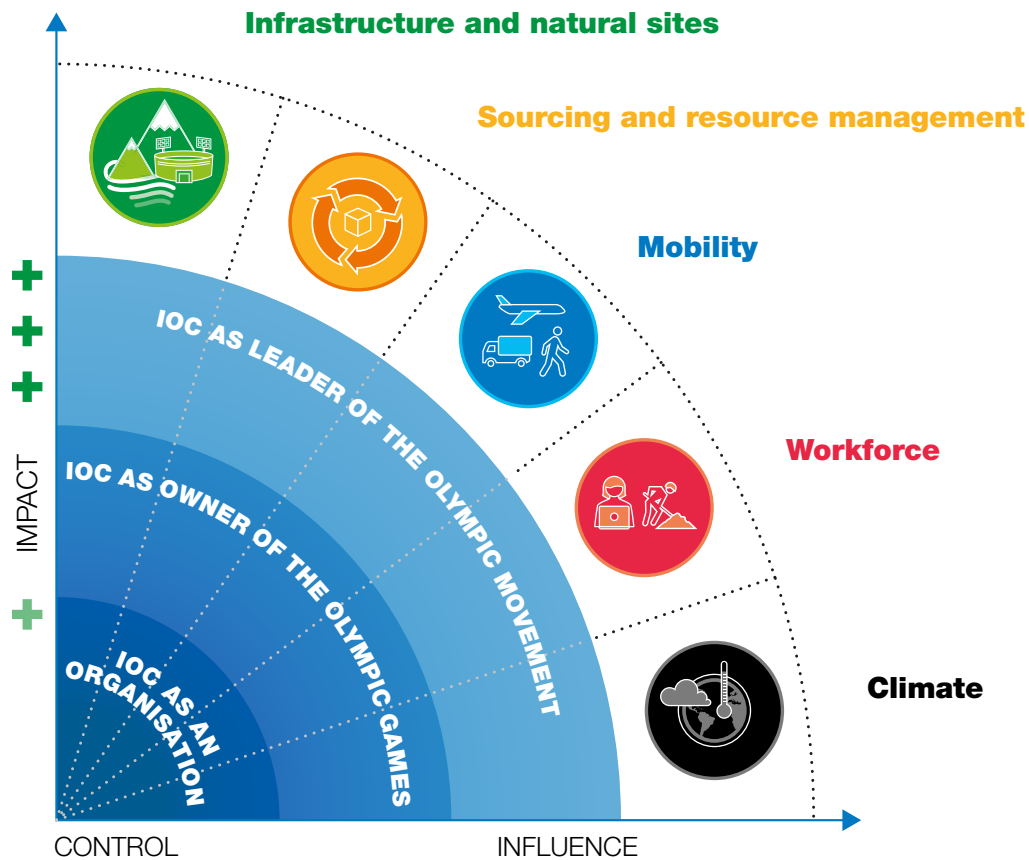 Infrastructure and natural sites
Sourcing and resource management
Mobility
Workforce
Climate
IMPACT
IOC AS LEADER OF THE OLYMPIC MOVEMENT
IOC AS OWNER OF THE OLYMPIC GAMES
IOC AS AN
ORGANISATION
CONTROL
INFLUENCE